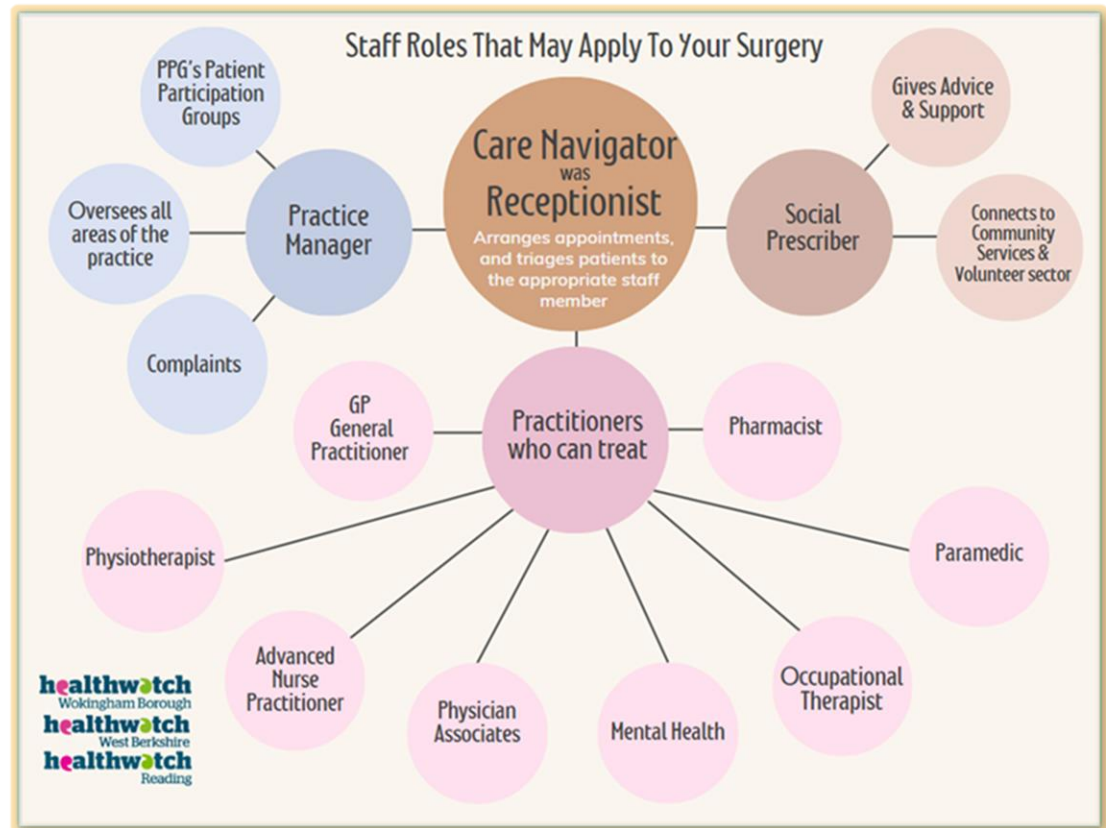 Staff Roles That May Apply To Your Surgery
PPG's Patient
Participation
Groups
Oversees all
areas of the
practice
Complaints
Practice
Manager
Care Navigator
was
Receptionist
Arranges appointments,
and triages patients to
the appropriate staff
member
Social
Prescriber
Gives Advice
& Support
Connects to
Community
Services &
Volunteer sector
Practitioners
who can treat
GP
General
Practitioner
Pharmacist
Physiotherapist
Paramedic
Advanced
Nurse
Practitioner
Physician
Associates
Mental Health
Occupational
Therapist
healthwatch
Wokingham Borough
healthwatch
West Berkshire
healthwatch
Reading